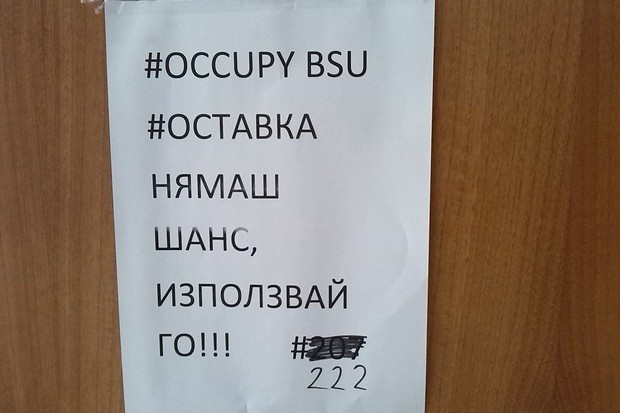 #OCCUPY BSU
#ОСТАВКА
НЯМАШ
ШАНС,
ИЗПОЛЗВАЙ
ГО!!! #207
222